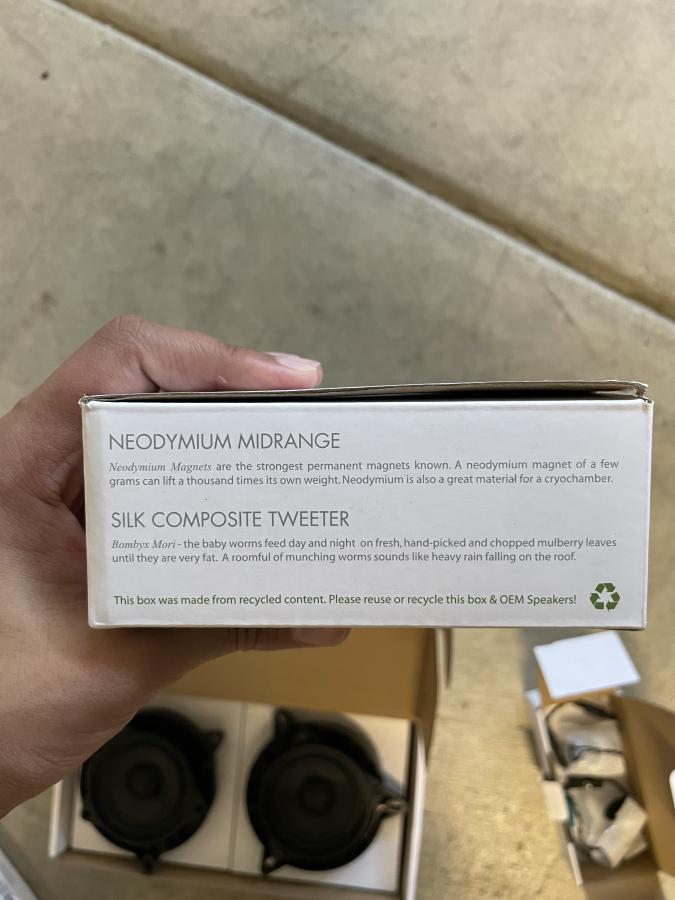 NEODYMIUM MIDRANGE
Neodymium Magnets are the strongest permanent magnets known. A neodymium magnet of a few
grams can lift a thousand times its own weight. Neodymium is also a great material for a cryochamber.
SILK COMPOSITE TWEETER
Bombyx Mori - the baby worms feed day and night on fresh, hand-picked and chopped mulberry leaves
until they are very fat. A roomful of munching worms sounds like heavy rain falling on the roof.
This box was made from recycled content. Please reuse or recycle this box & OEM Speakers!